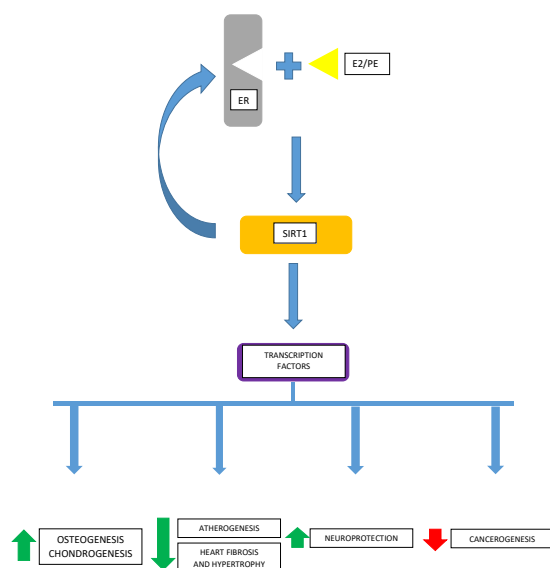 E2/PE
ER
SIRT1
TRANSCRIPTION
FACTORS
OSTEOGENESIS
CHONDROGENESIS
ATHEROGENESIS
HEART FIBROSIS
AND HYPERTROPHY
NEUROPROTECTION
CANCEROGENESIS